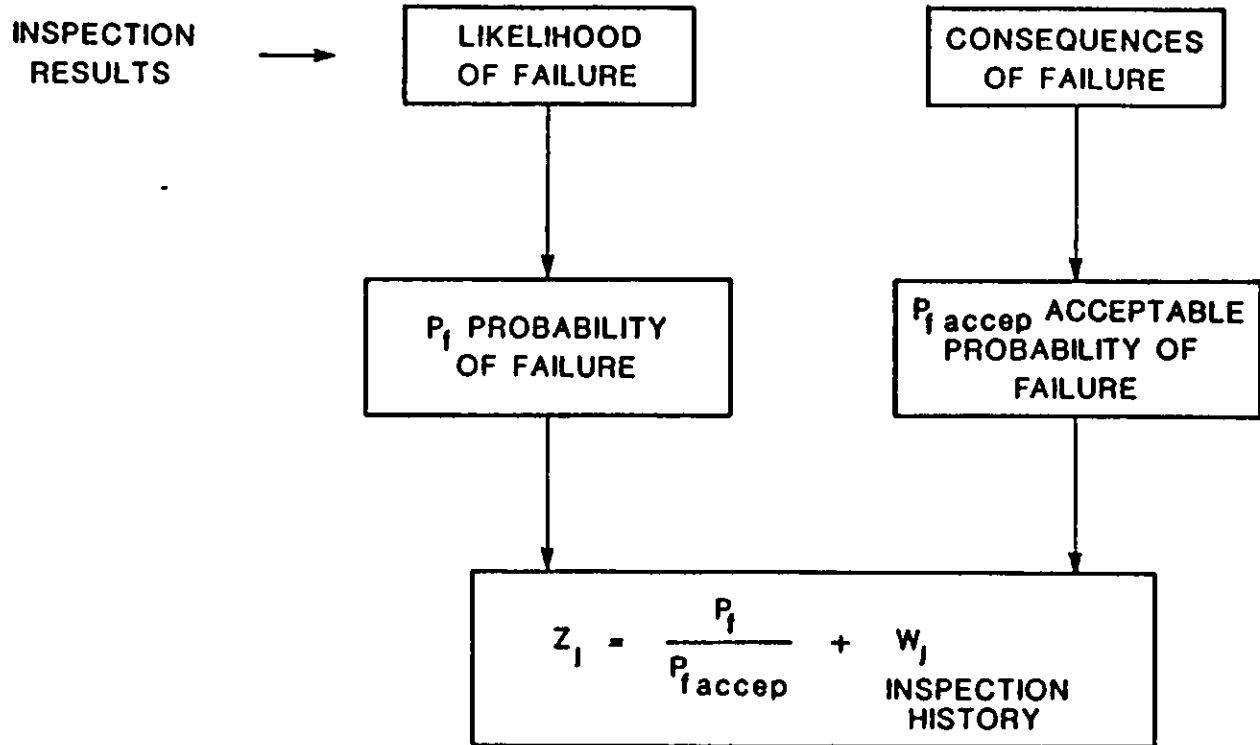 INSPECTION
RESULTS
LIKELIHOOD
OF FAILURE
CONSEQUENCES
OF FAILURE
Pf PROBABILITY
OF FAILURE
Pf accep ACCEPTABLE
PROBABILITY OF
FAILURE
Zj = Pf / Pf accep + Wj
INSPECTION
HISTORY